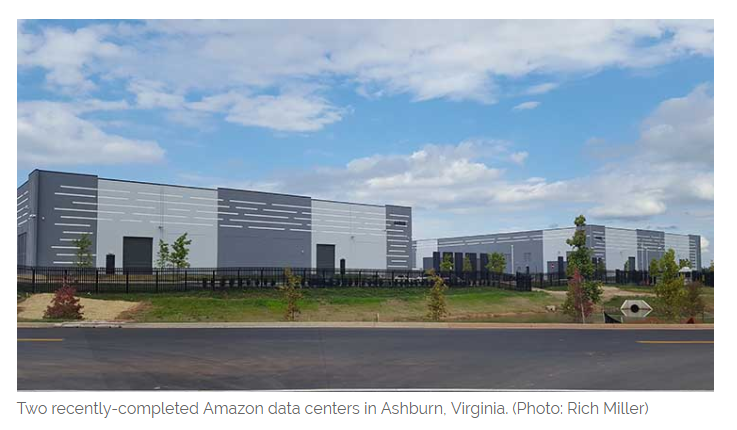 Two recently-completed Amazon data centers in Ashburn, Virginia. (Photo: Rich Miller)